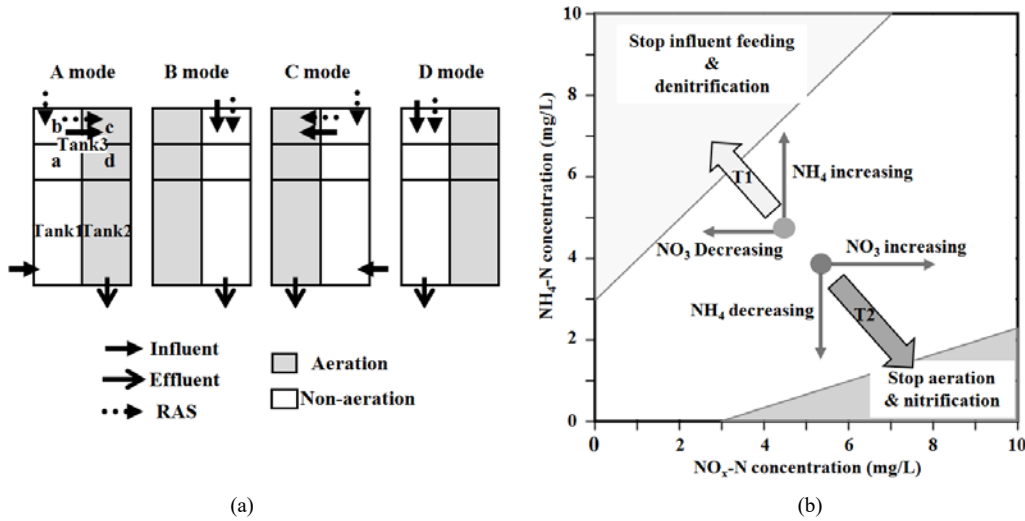 A mode
B mode
C mode
D mode
b
c
Tank3
a
d
Tank1
Tank2
Influent
Effluent
RAS
Aeration
Non-aeration
(a)
NH₄-N concentration (mg/L)
10
8
6
4
2
0
Stop influent feeding
&
denitrification
T1
NH₄ increasing
NO₃ Decreasing
NO₃ increasing
NH₄ decreasing
T2
Stop aeration
& nitrification
0
2
4
6
8
10
NOₓ-N concentration (mg/L)
(b)